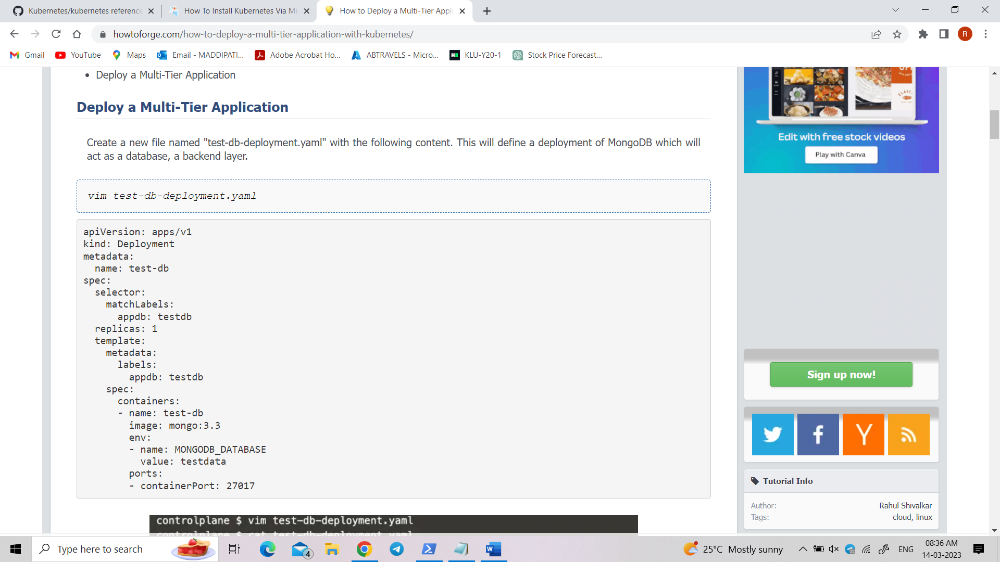 Kubernetes/kubernetes reference
How To Install Kubernetes Via Mi
How to Deploy a Multi-Tier Appli
howtoforge.com/how-to-deploy-a-multi-tier-application-with-kubernetes/
R
Gmail
YouTube
Maps
Email - MADDIPATI...
Adobe Acrobat Ho...
ABTRAVELS - Micro...
KLU-Y20-1
Stock Price Forecast...
• Deploy a Multi-Tier Application
Deploy a Multi-Tier Application
Create a new file named "test-db-deployment.yaml" with the following content. This will define a deployment of MongoDB which will
act as a database, a backend layer.
vim test-db-deployment.yaml
apiVersion: apps/v1
kind: Deployment
metadata:
  name: test-db
spec:
  selector:
    matchLabels:
      appdb: testdb
  replicas: 1
  template:
    metadata:
      labels:
        appdb: testdb
    spec:
      containers:
      - name: test-db
        image: mongo:3.3
        env:
        - name: MONGODB_DATABASE
          value: testdata
        ports:
        - containerPort: 27017
controlplane $ vim test-db-deployment.yaml
controlplane $ cat test-db-deployment.yaml
Edit with free stock videos
Play with Canva
Sign up now!
Tutorial Info
Author: Rahul Shivalkar
Tags: cloud, linux
Type here to search
4
W
25°C Mostly sunny
22
ENG
08:36 AM
14-03-2023